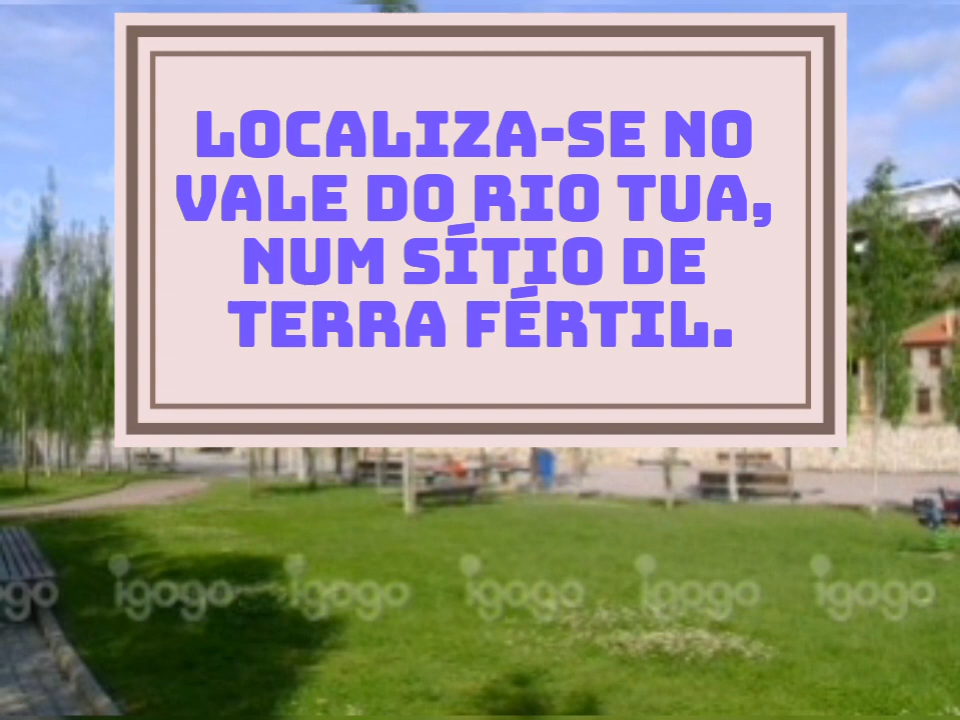 LOCALIZA-SE NO
VALE DO RIO TUA,
NUM SÍTIO DE
TERRA FÉRTIL.
igogo igogo igogo igogo igogo